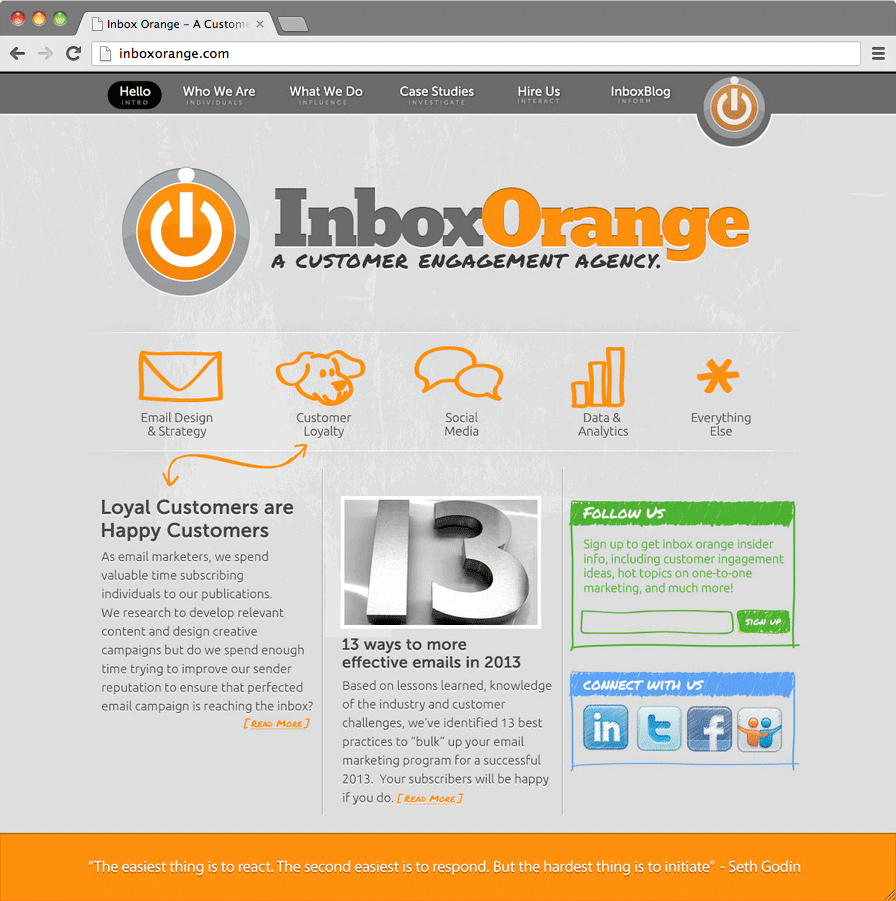 Inbox Orange – A Custome
inboxorange.com
Hello
INTRO
Who We Are
INDIVIDUALS
What We Do
INFLUENCE
Case Studies
INVESTIGATE
Hire Us
INTERACT
InboxBlog
INFORM
InboxOrange
A CUSTOMER ENGAGEMENT AGENCY.
Email Design
& Strategy
Customer
Loyalty
Social
Media
Data &
Analytics
Everything
Else
Loyal Customers are
Happy Customers
As email marketers, we spend
valuable time subscribing
individuals to our publications.
We research to develop relevant
content and design creative
campaigns but do we spend enough
time trying to improve our sender
reputation to ensure that perfected
email campaign is reaching the inbox?
[READ MORE]
13
13 ways to more
effective emails in 2013
Based on lessons learned, knowledge
of the industry and customer
challenges, we’ve identified 13 best
practices to “bulk” up your email
marketing program for a successful
2013. Your subscribers will be happy
if you do. [READ MORE]
FOLLOW US
Sign up to get inbox orange insider
info, including customer ingagement
ideas, hot topics on one-to-one
marketing, and much more!
SIGN UP
CONNECT WITH US
in
t
f
“The easiest thing is to react. The second easiest is to respond. But the hardest thing is to initiate” - Seth Godin